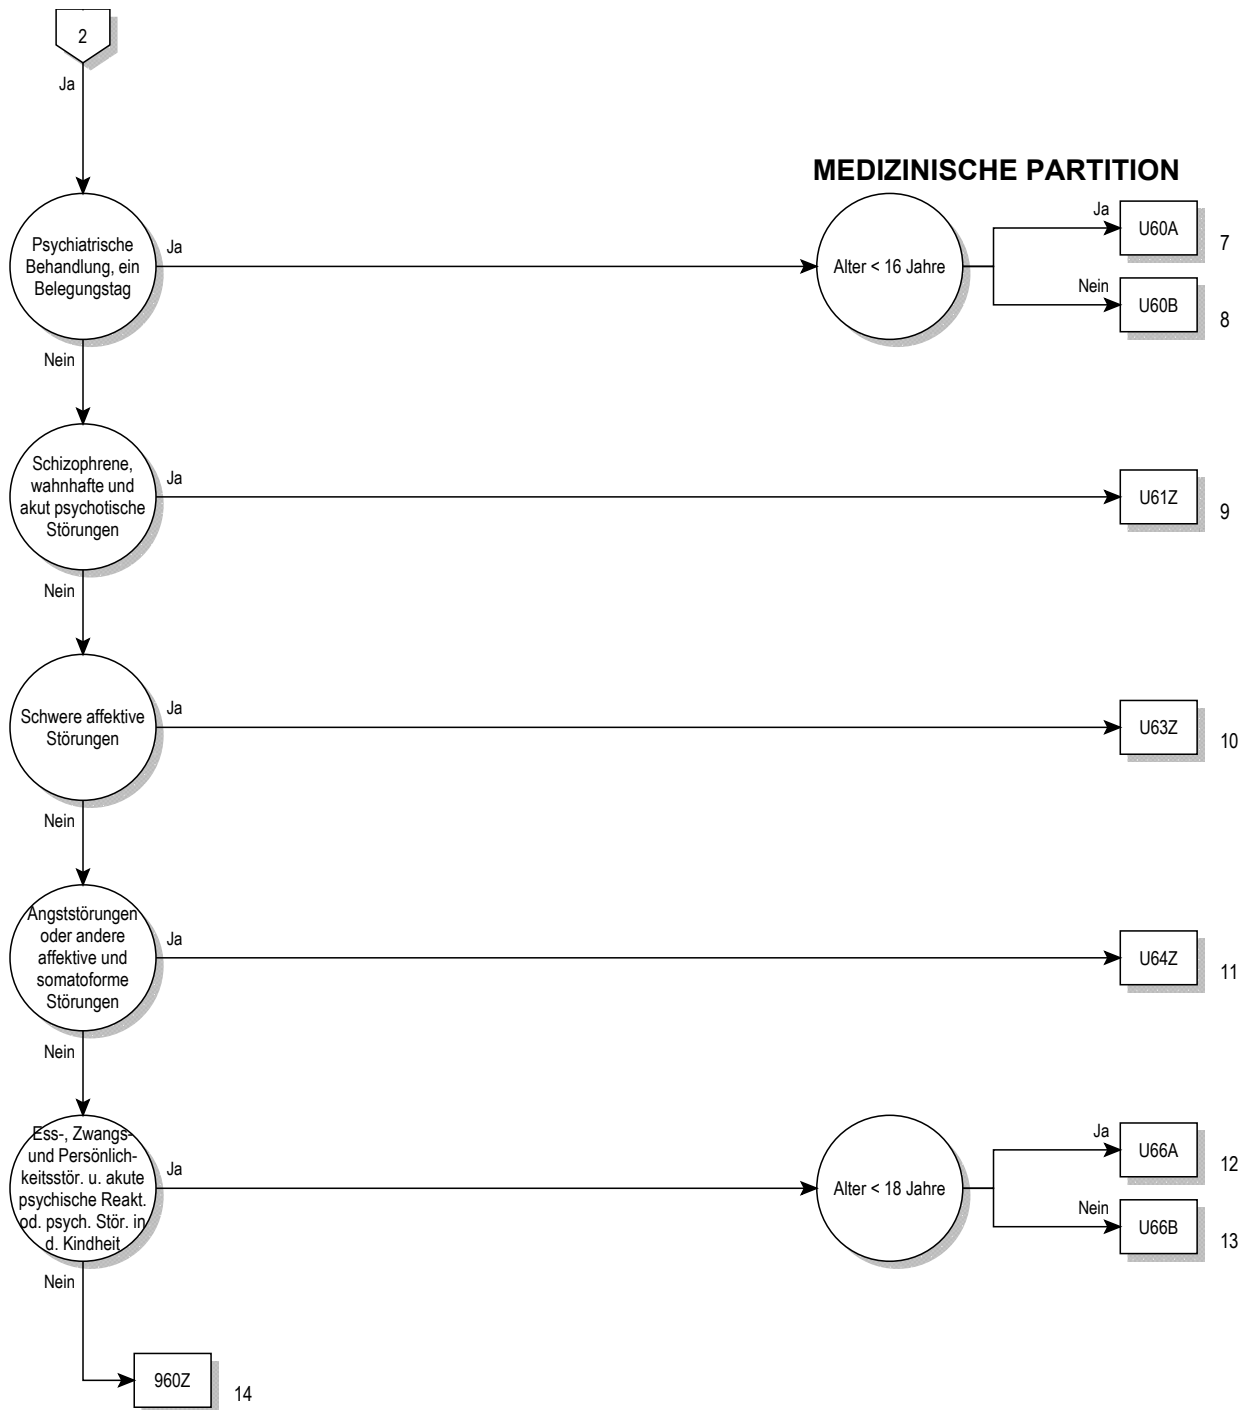 2
Ja
MEDIZINISCHE PARTITION
Psychiatrische
Behandlung, ein
Belegungstag
Ja
Alter < 16 Jahre
Ja
U60A
7
Nein
U60B
8
Nein
Schizophrene,
wahnhafte und
akut psychotische
Störungen
Ja
U61Z
9
Nein
Schwere affektive
Störungen
Ja
U63Z
10
Nein
Angststörungen
oder andere
affektive und
somatoforme
Störungen
Ja
U64Z
11
Nein
Ess-, Zwangs-
und Persönlich-
keitsstör. u. akute
psychische Reakt.
od. psych. Stör. in
d. Kindheit
Ja
Alter < 18 Jahre
Ja
U66A
12
Nein
U66B
13
Nein
960Z
14